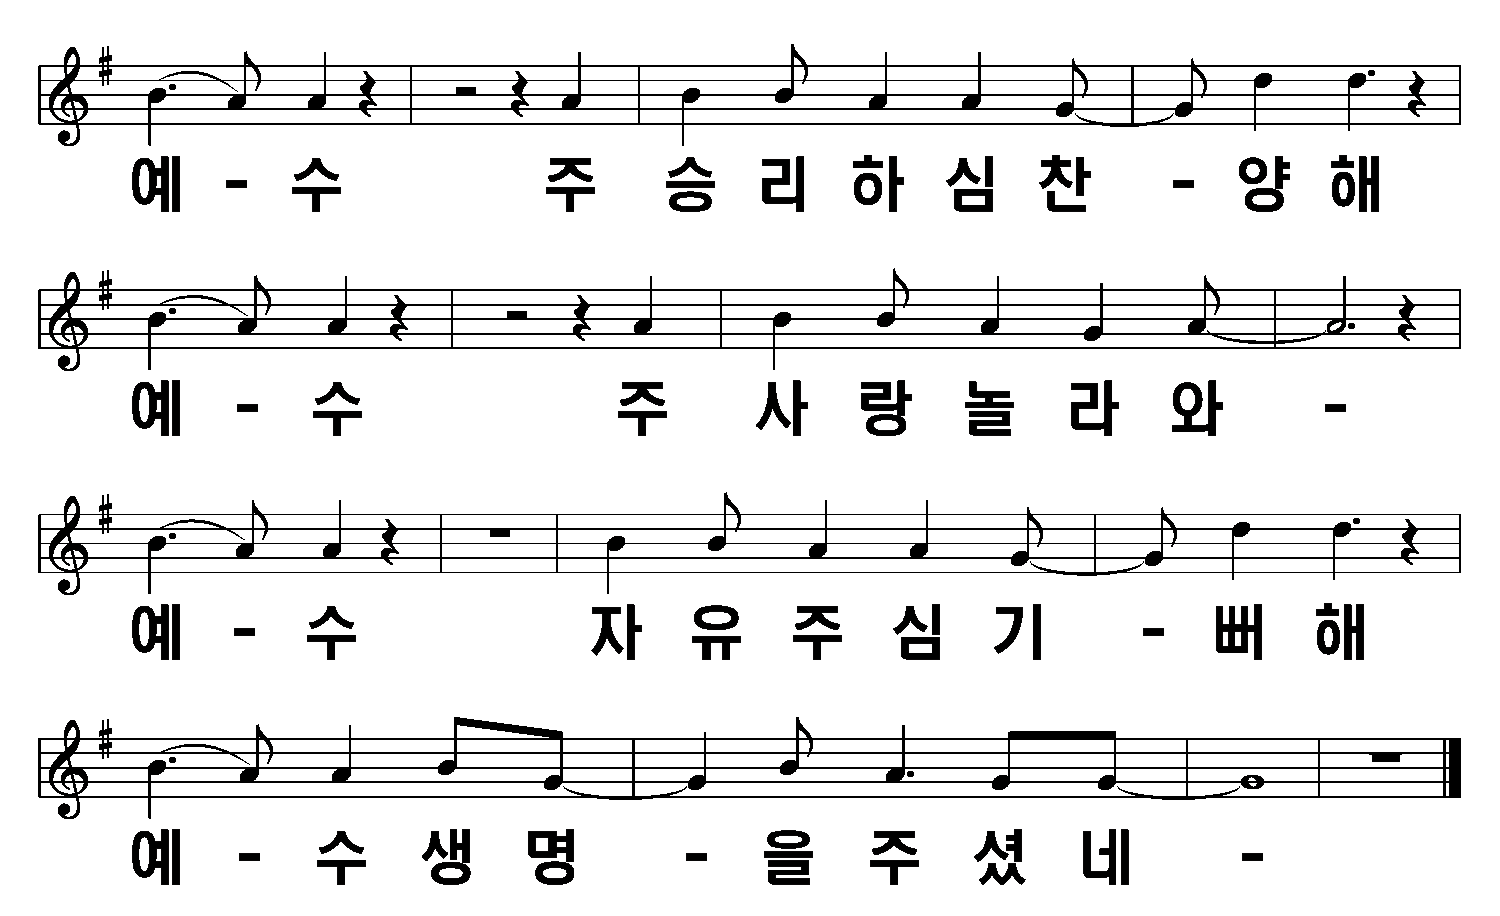 예 - 수 주 승 리 하 심 찬 - 양 해
예 - 수 주 사 랑 놀 라 와 -
예 - 수 자 유 주 심 기 - 뻐 해
예 - 수 생 명 - 을 주 셨 네 -